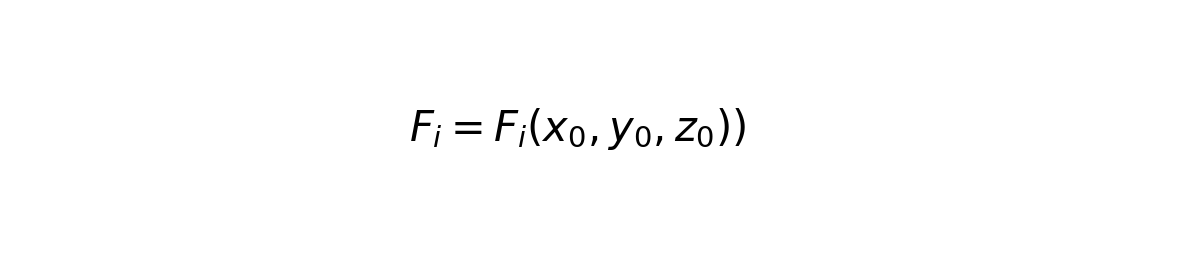 F_i = F_i(x_0, y_0, z_0))